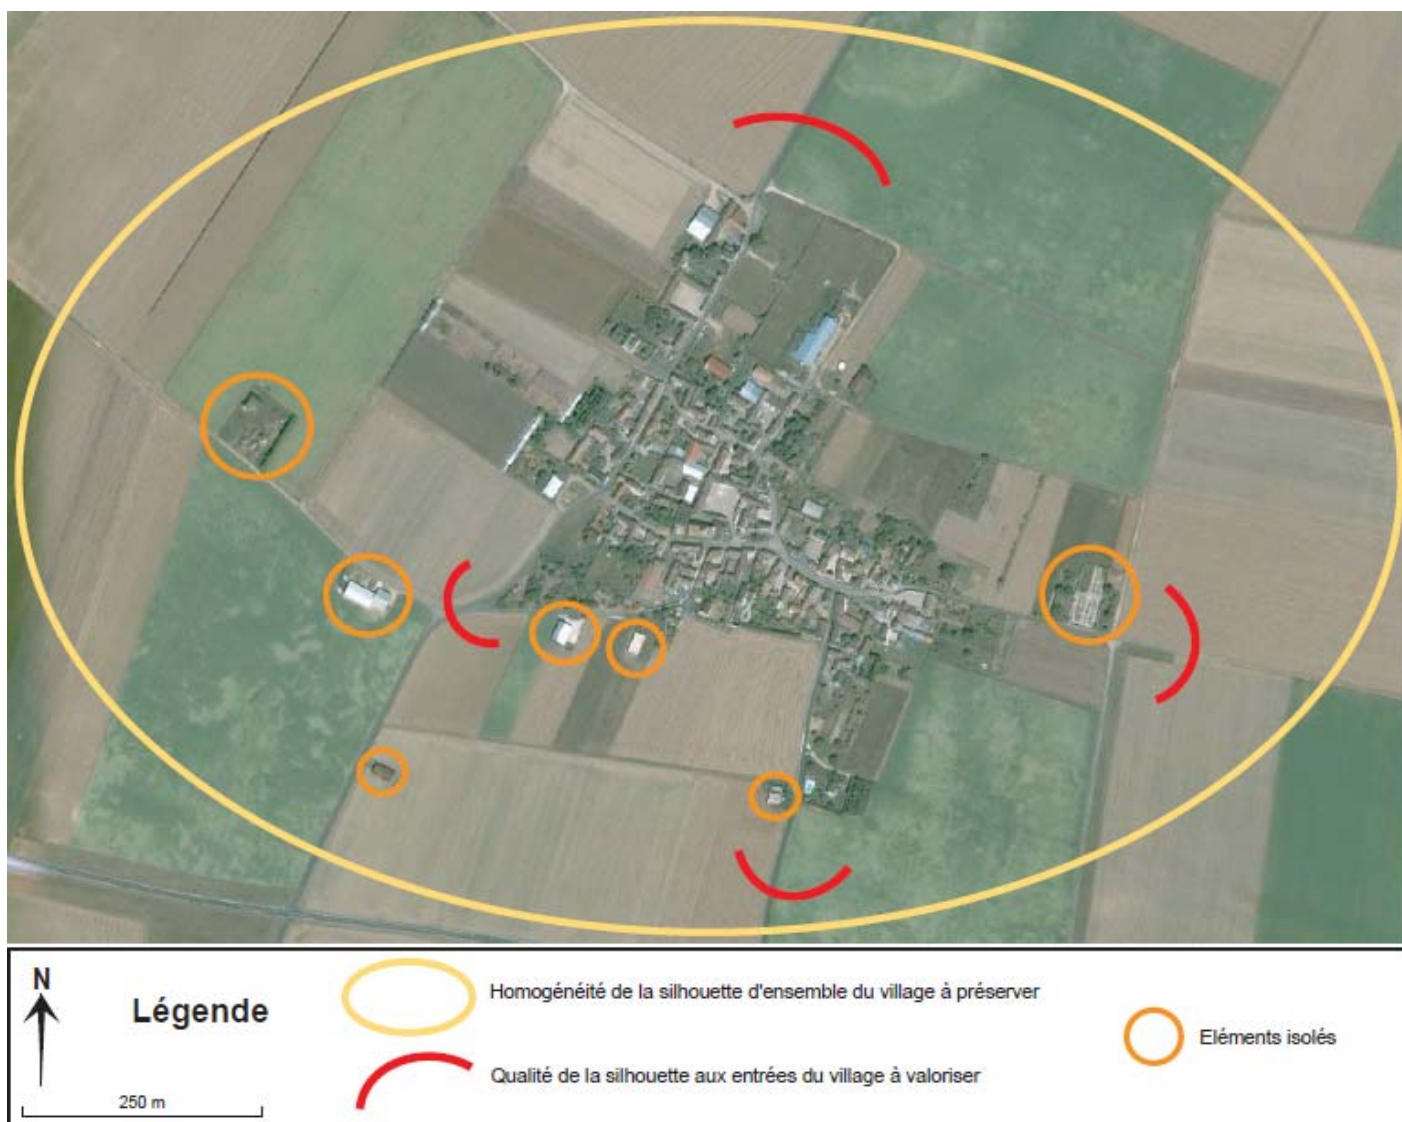 N
Légende
250 m
Homogénéité de la silhouette d'ensemble du village à préserver
Qualité de la silhouette aux entrées du village à valoriser
Eléments isolés